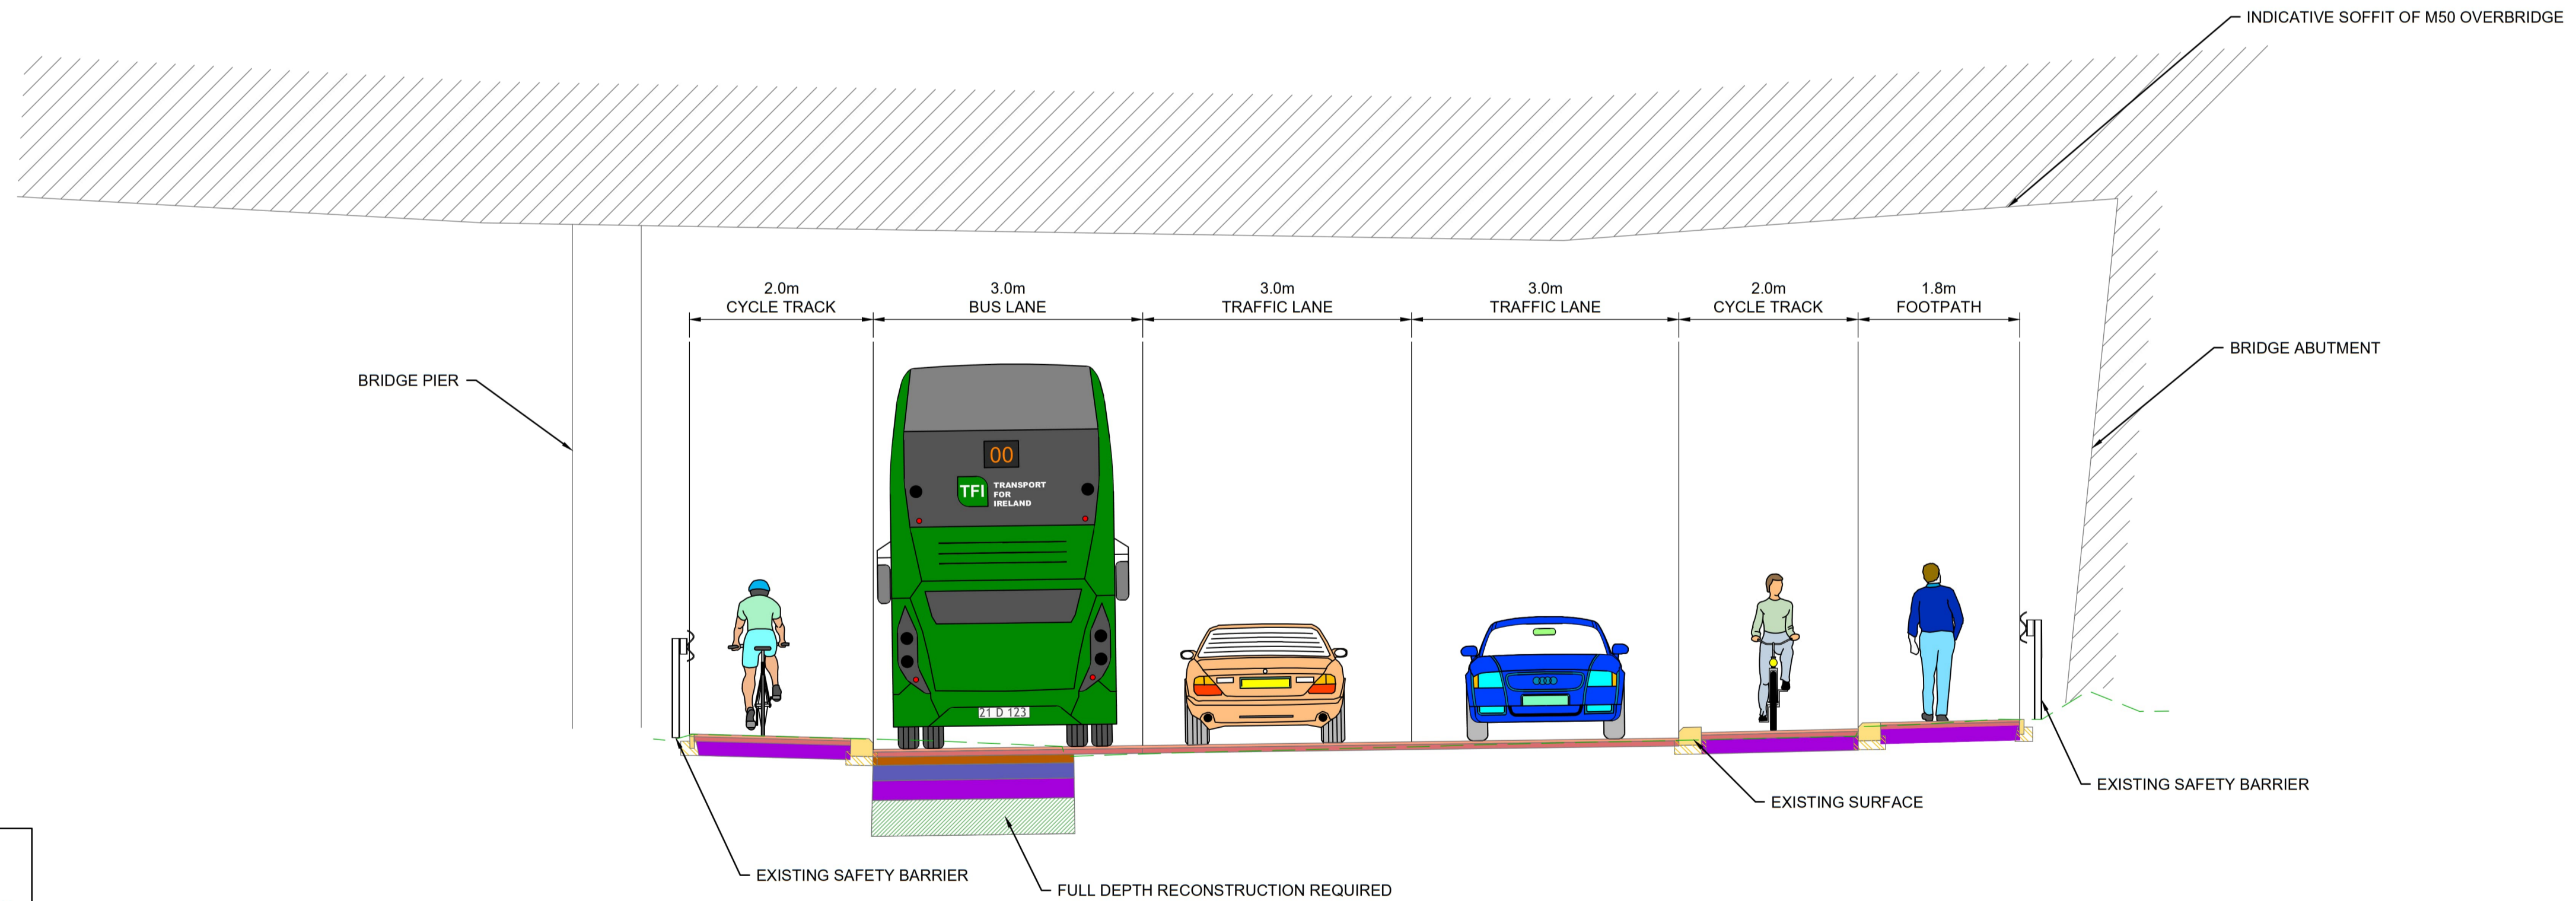 INDICATIVE SOFFIT OF M50 OVERBRIDGE
2.0m
CYCLE TRACK
3.0m
BUS LANE
3.0m
TRAFFIC LANE
3.0m
TRAFFIC LANE
2.0m
CYCLE TRACK
1.8m
FOOTPATH
BRIDGE PIER
BRIDGE ABUTMENT
00
TFI
TRANSPORT
FOR
IRELAND
21 D 123
EXISTING SAFETY BARRIER
EXISTING SURFACE
EXISTING SAFETY BARRIER
FULL DEPTH RECONSTRUCTION REQUIRED